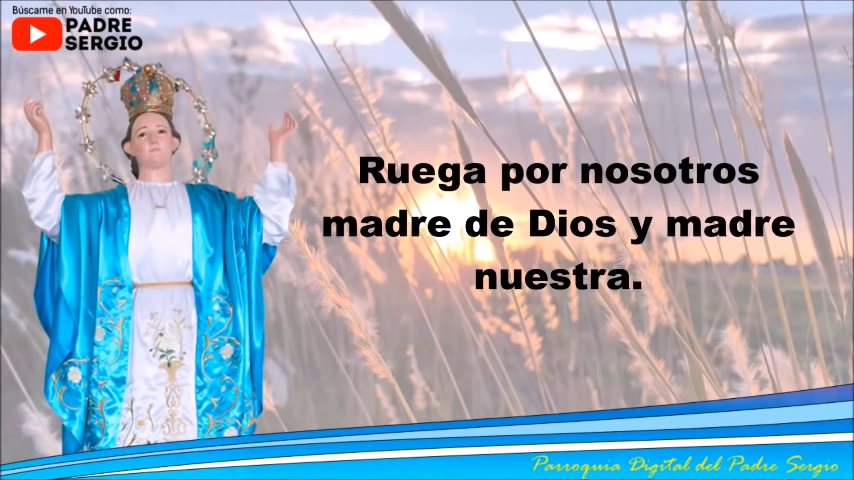 Búscame en YouTube como:
PADRE
SERGIO
Ruega por nosotros
madre de Dios y madre
nuestra.
Parroquia Digital del Padre Sergio